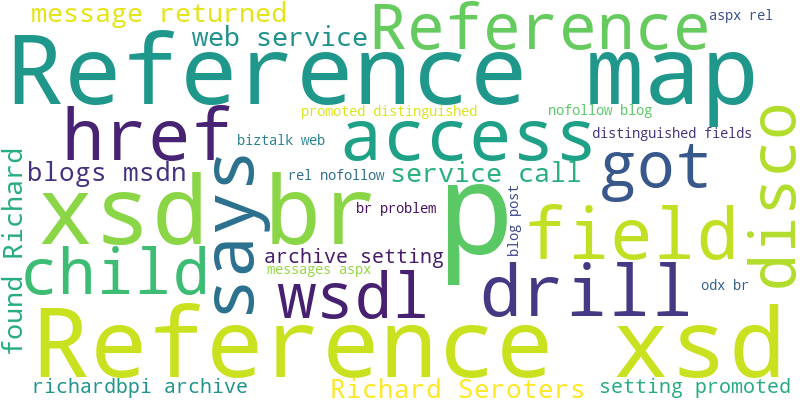 message returned
Reference
aspx rel
web service
Reference map
promoted distinguished
nofollow blog
href
access
distinguished fields
biztalk web
disco
blogs msdn
rel nofollow
service call
got
found Richard
says
xsd
br
p
br problem
blog post
field
child
archive setting
messages aspx
wsdl
drill
odx br
Reference xsd
richardbpi archive
Richard Seroters
setting promoted